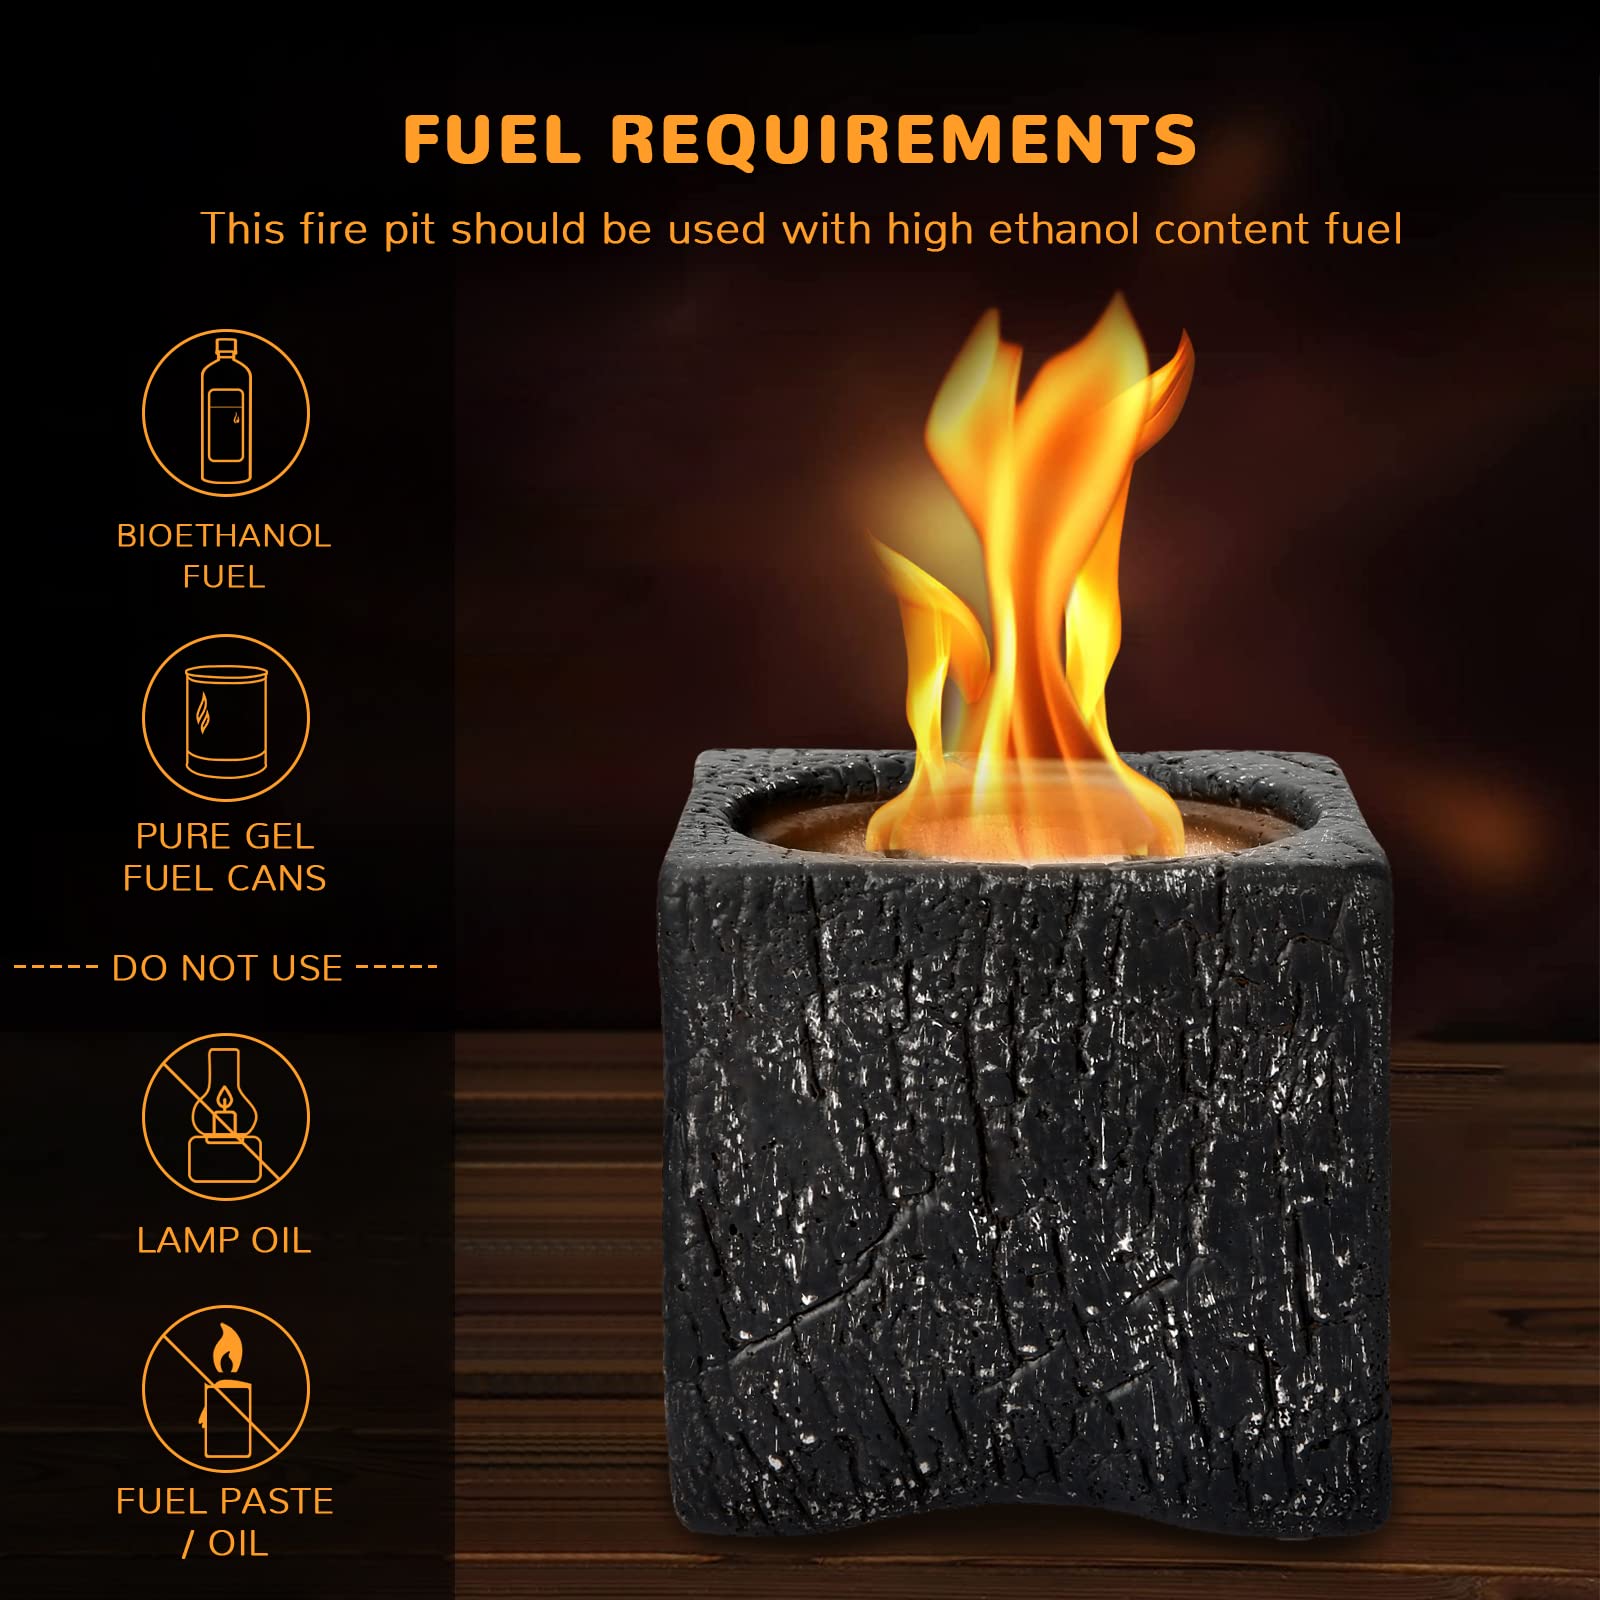 FUEL REQUIREMENTS
This fire pit should be used with high ethanol content fuel
BIOETHANOL
FUEL
PURE GEL
FUEL CANS
DO NOT USE
LAMP OIL
FUEL PASTE
/ OIL